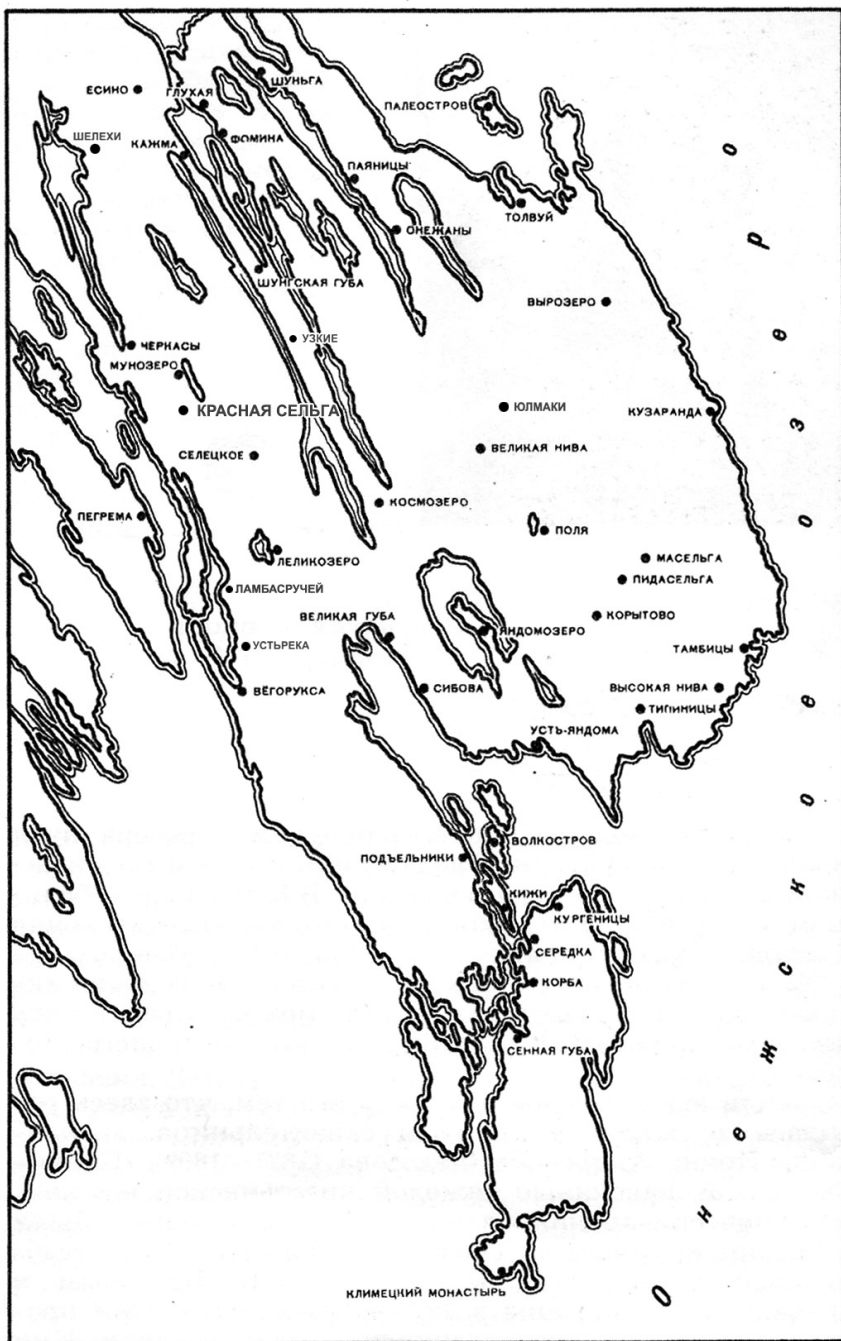 ШУНЬГА
ЕСИНО
ГЛУХАЯ
ПАЛЕОСТРОВ
ШЕЛЕХИ
ФОМИНА
КАЖМА
ПАЯНИЦЫ
ТОЛВУЙ
ОНЕЖАНЫ
ШУНГСКАЯ ГУБА
ВЫРОЗЕРО
УЗКИЕ
ЧЕРКАСЫ
МУНОЗЕРО
КРАСНАЯ СЕЛЬГА
ЮЛМАКИ
КУЗАРАНДА
СЕЛЕЦКОЕ
ВЕЛИКАЯ НИВА
КОСМОЗЕРО
ПЕГРЕМА
ПОЛЯ
ЛЕЛИКОЗЕРО
МАСЕЛЬГА
ПИДАСЕЛЬГА
ЛАМБАСРУЧЕЙ
ВЕЛИКАЯ ГУБА
КОРЫТОВО
ЯНДОМОЗЕРО
УСТЬРЕКА
ТАМБИЦЫ
ВЁГОРУКСА
СИБОВА
ВЫСОКАЯ НИВА
ТИПИНИЦЫ
УСТЬ-ЯНДОМА
ВОЛКОСТРОВ
ПОДЪЕЛЬНИКИ
КИЖИ
КУРГЕНИЦЫ
СЕРЕДКА
КОРБА
СЕННАЯ ГУБА
КЛИМЕЦКИЙ МОНАСТЫРЬ
Онежское озеро